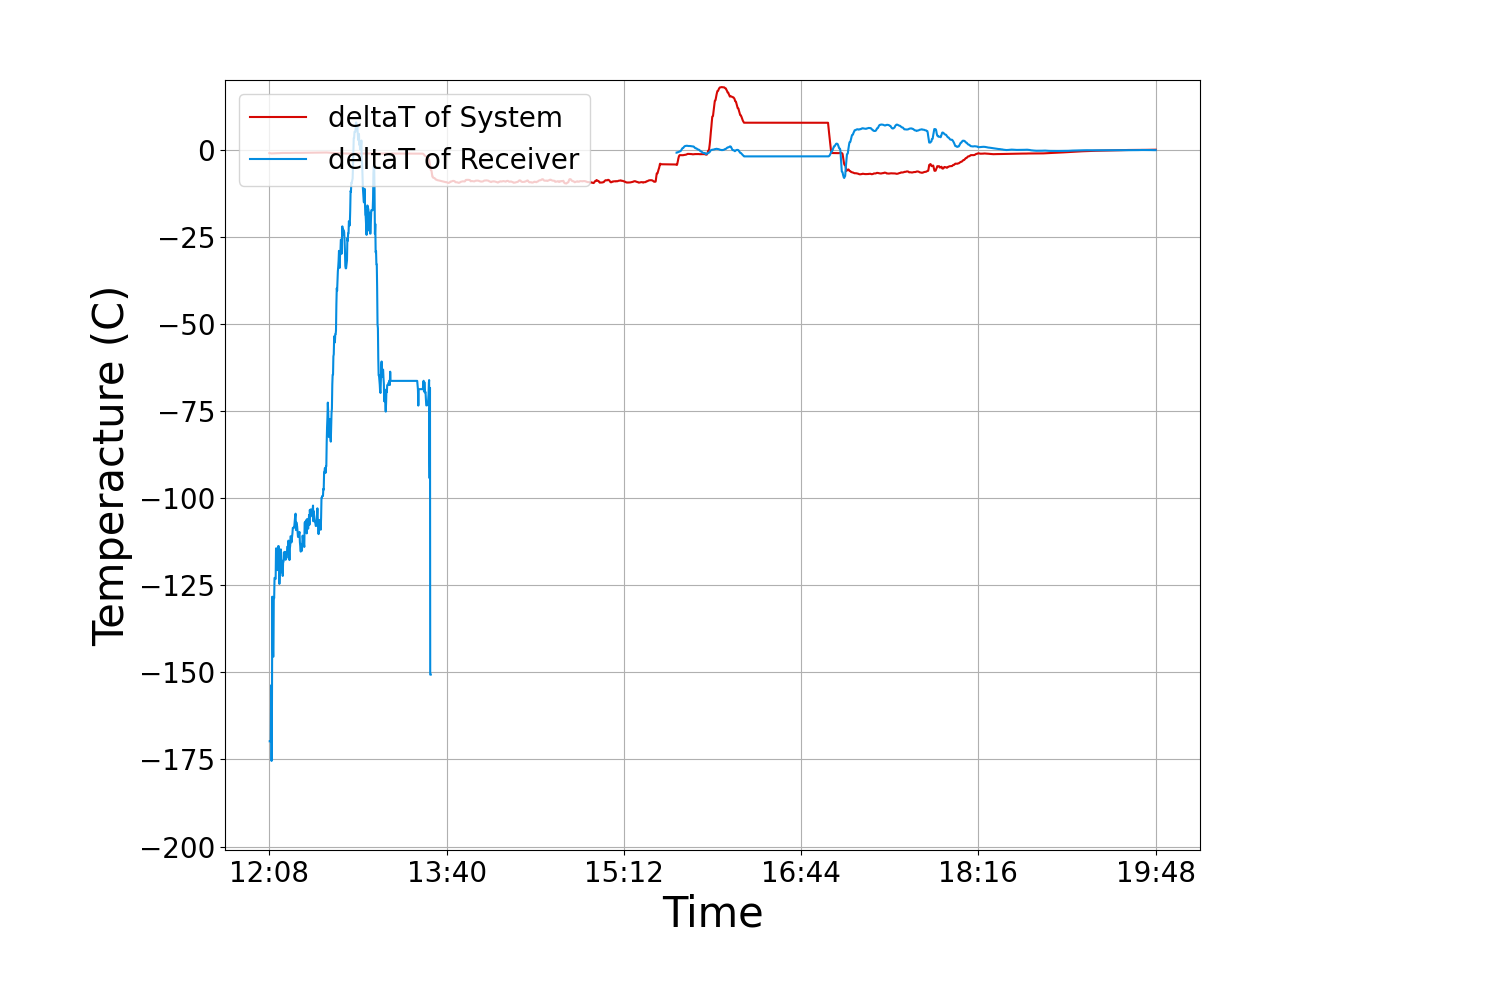 deltaT of System
deltaT of Receiver
0
−25
−50
−75
−100
−125
−150
−175
−200
Temperacture (C)
12:08 13:40 15:12 16:44 18:16 19:48
Time